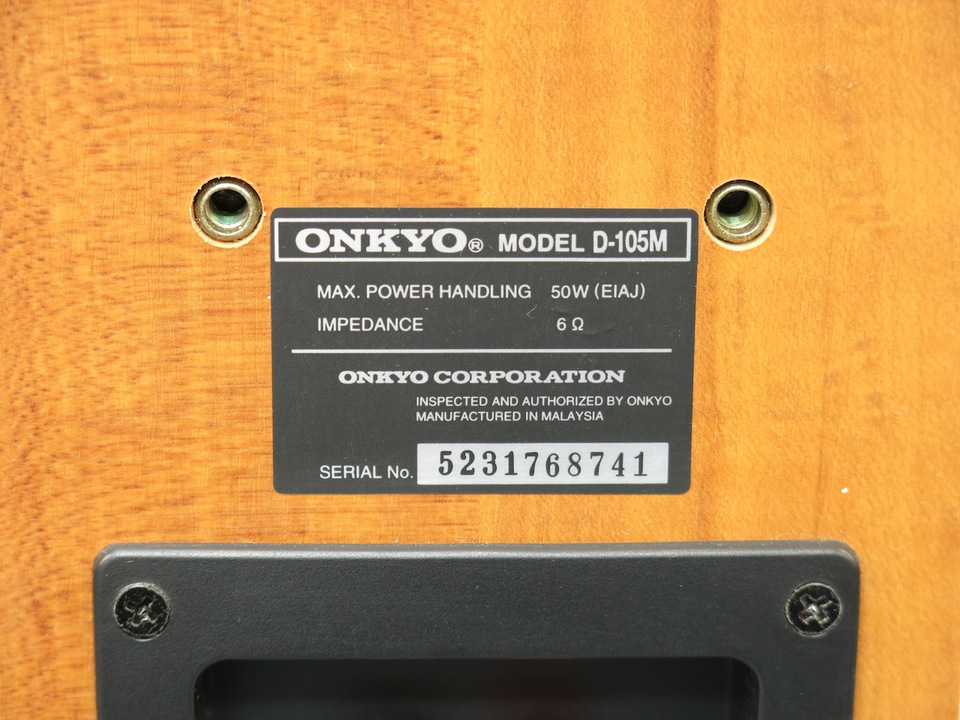 ONKYO® MODEL D-105M
MAX. POWER HANDLING 50W (EIAJ)
IMPEDANCE 6 Ω
ONKYO CORPORATION
INSPECTED AND AUTHORIZED BY ONKYO
MANUFACTURED IN MALAYSIA
SERIAL No. 5231768741